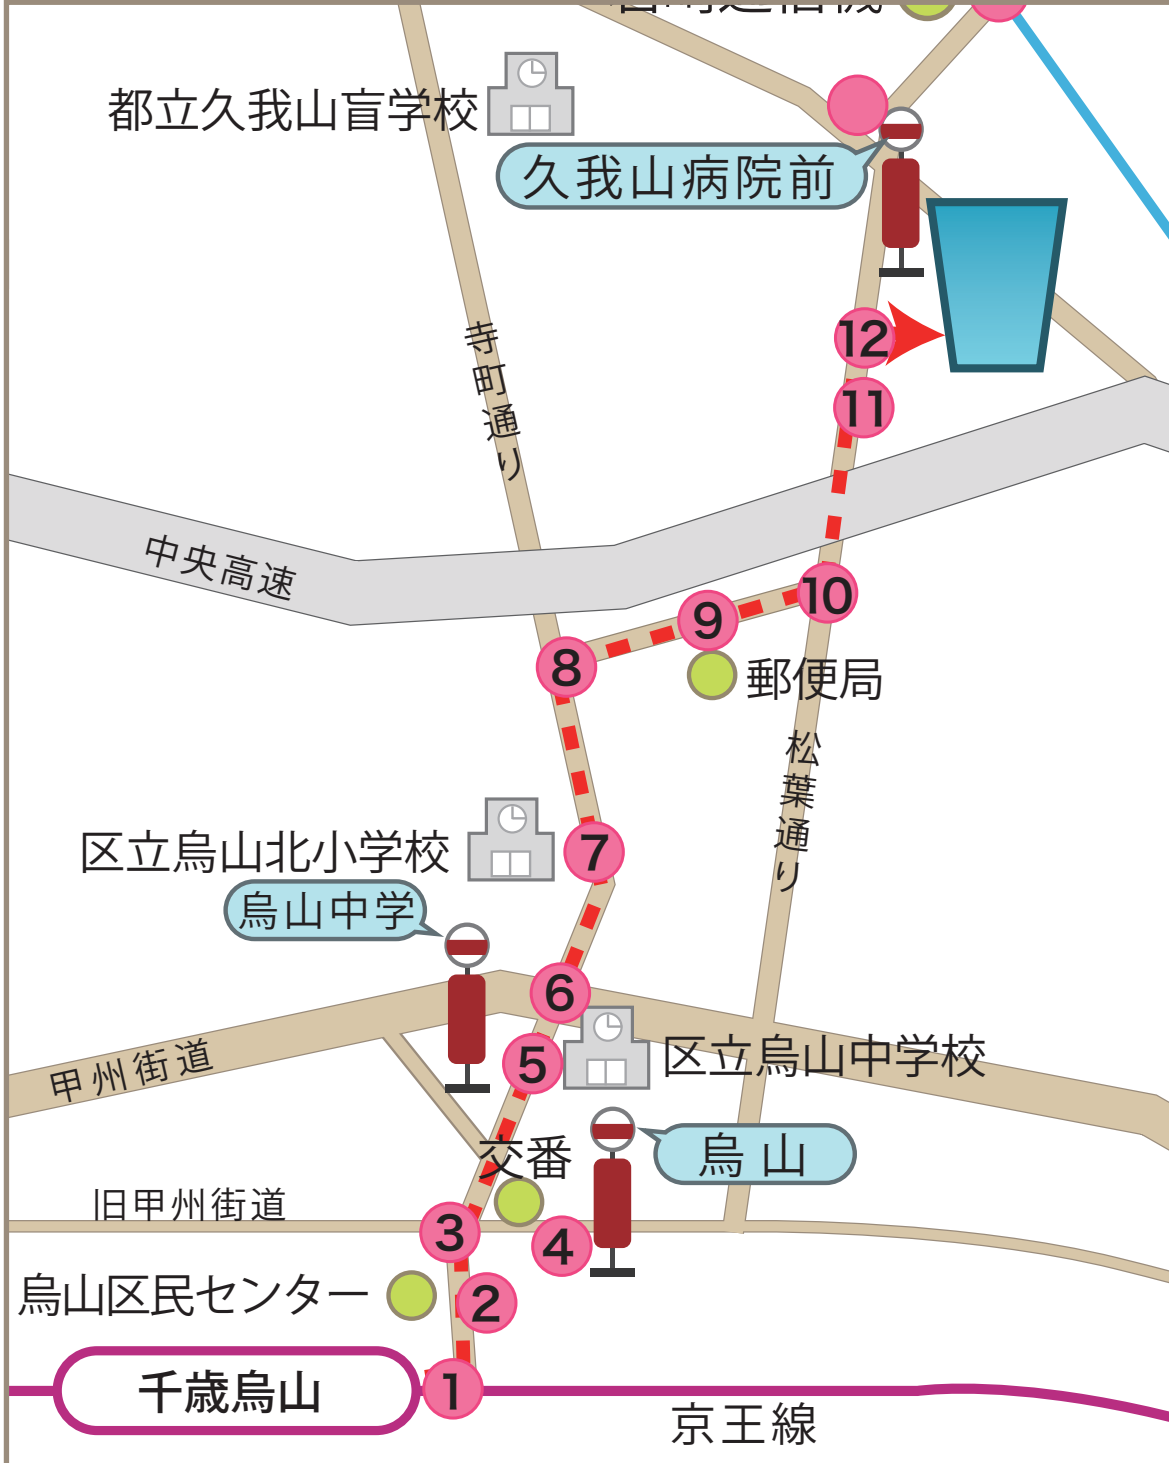 都立久我山盲学校
久我山病院前
寺町通り
12
11
中央高速
10
9
8
郵便局
松葉通り
区立烏山北小学校
7
烏山中学
6
5
区立烏山中学校
甲州街道
交番
烏山
旧甲州街道
3
4
烏山区民センター
2
千歳烏山
1
京王線